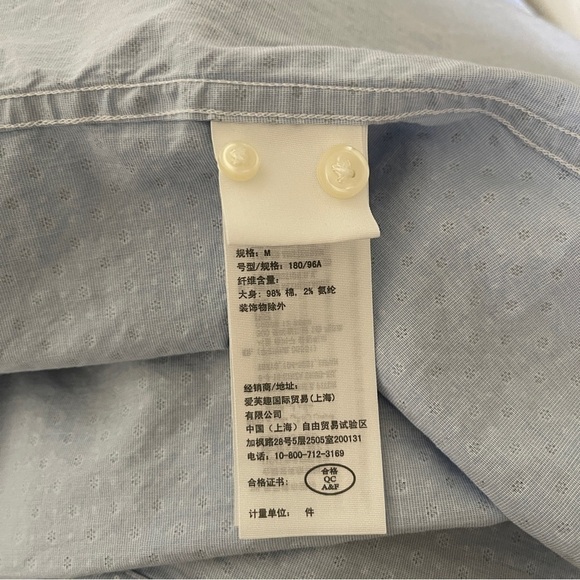 规格: M
号型/规格: 180/96A
纤维含量:
大身: 98% 棉, 2% 氨纶
装饰物除外
经销商/地址:
爱芙趣国际贸易(上海)
有限公司
中国 (上海) 自由贸易试验区
加枫路28号5层2505室200131
电话: 10-800-712-3169
合格证书:
合格
QC
A&F
计量单位: 件